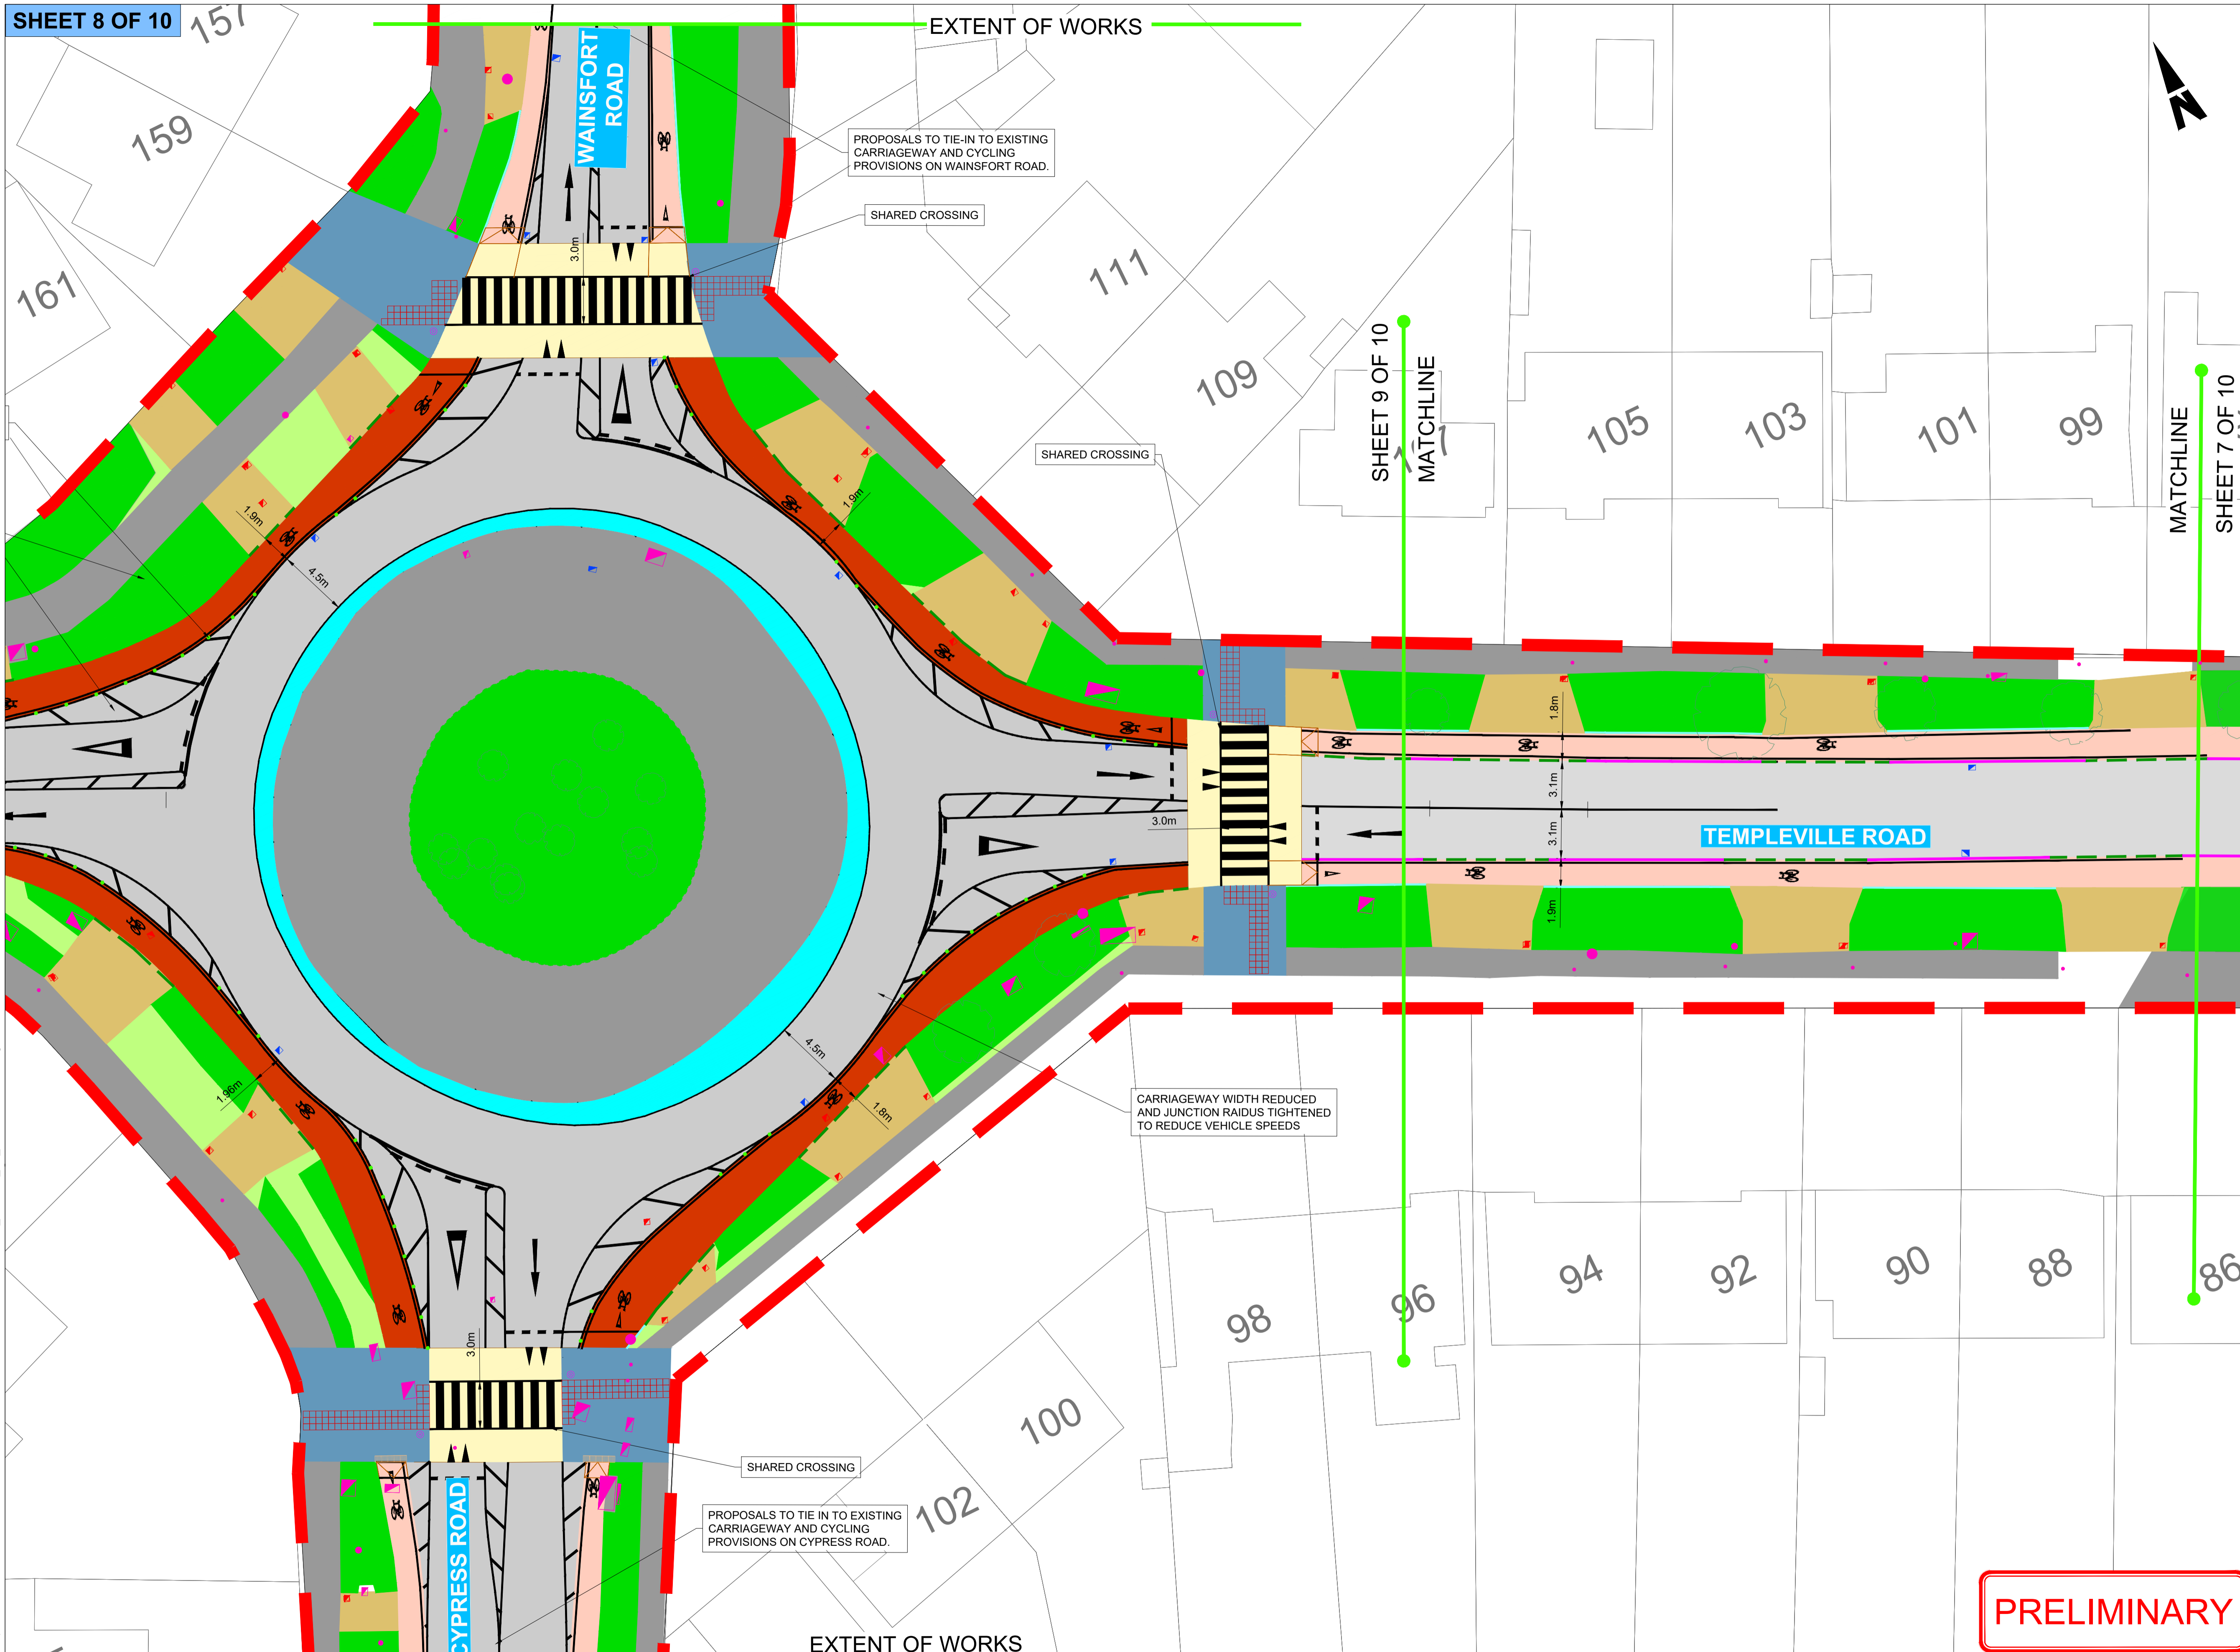 SHEET 8 OF 10
157
EXTENT OF WORKS
WAINSFORT
ROAD
159
PROPOSALS TO TIE-IN TO EXISTING
CARRIAGEWAY AND CYCLING
PROVISIONS ON WAINSFORT ROAD.
N
SHARED CROSSING
3.0m
161
111
109
SHEET 9 OF 10
MATCHLINE
105
103
101
99
MATCHLINE
SHEET 7 OF 10
SHARED CROSSING
1.9m
1.9m
4.5m
1.8m
3.1m
3.0m
3.1m
TEMPLEVILLE ROAD
1.9m
4.5m
1.96m
1.8m
CARRIAGEWAY WIDTH REDUCED
AND JUNCTION RAIDUS TIGHTENED
TO REDUCE VEHICLE SPEEDS
98
96
94
92
90
88
86
3.0m
100
SHARED CROSSING
102
PROPOSALS TO TIE IN TO EXISTING
CARRIAGEWAY AND CYCLING
PROVISIONS ON CYPRESS ROAD.
CYPRESS ROAD
EXTENT OF WORKS
PRELIMINARY